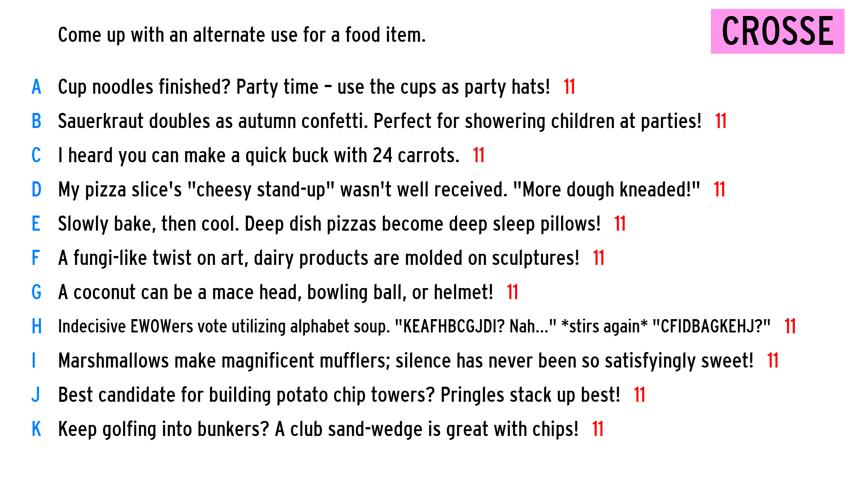 Come up with an alternate use for a food item.
CROSSE
A Cup noodles finished? Party time – use the cups as party hats! 11
B Sauerkraut doubles as autumn confetti. Perfect for showering children at parties! 11
C I heard you can make a quick buck with 24 carrots. 11
D My pizza slice's "cheesy stand-up" wasn't well received. "More dough kneaded!" 11
E Slowly bake, then cool. Deep dish pizzas become deep sleep pillows! 11
F A fungi-like twist on art, dairy products are molded on sculptures! 11
G A coconut can be a mace head, bowling ball, or helmet! 11
H Indecisive EWOWers vote utilizing alphabet soup. "KEAFHBCGJDI? Nah..." *stirs again* "CFIDBAGKEHJ?" 11
I Marshmallows make magnificent mufflers; silence has never been so satisfyingly sweet! 11
J Best candidate for building potato chip towers? Pringles stack up best! 11
K Keep golfing into bunkers? A club sand-wedge is great with chips! 11